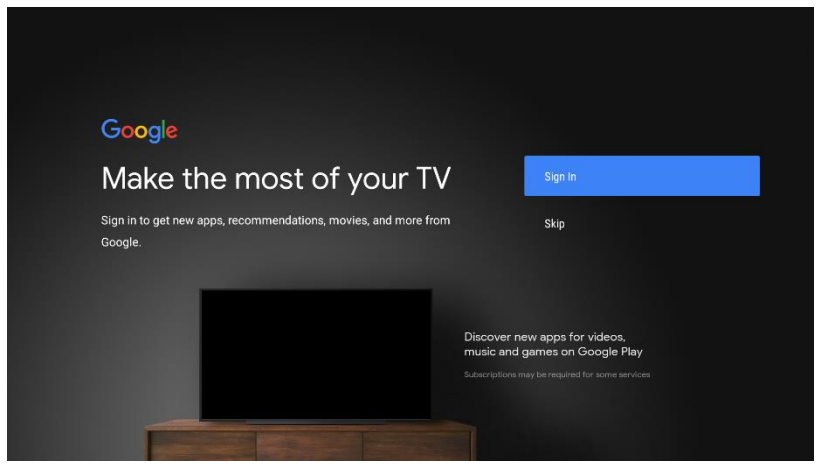 Google
Make the most of your TV
Sign in to get new apps, recommendations, movies, and more from
Google.
Sign In
Skip
Discover new apps for videos,
music and games on Google Play
Subscriptions may be required for some services